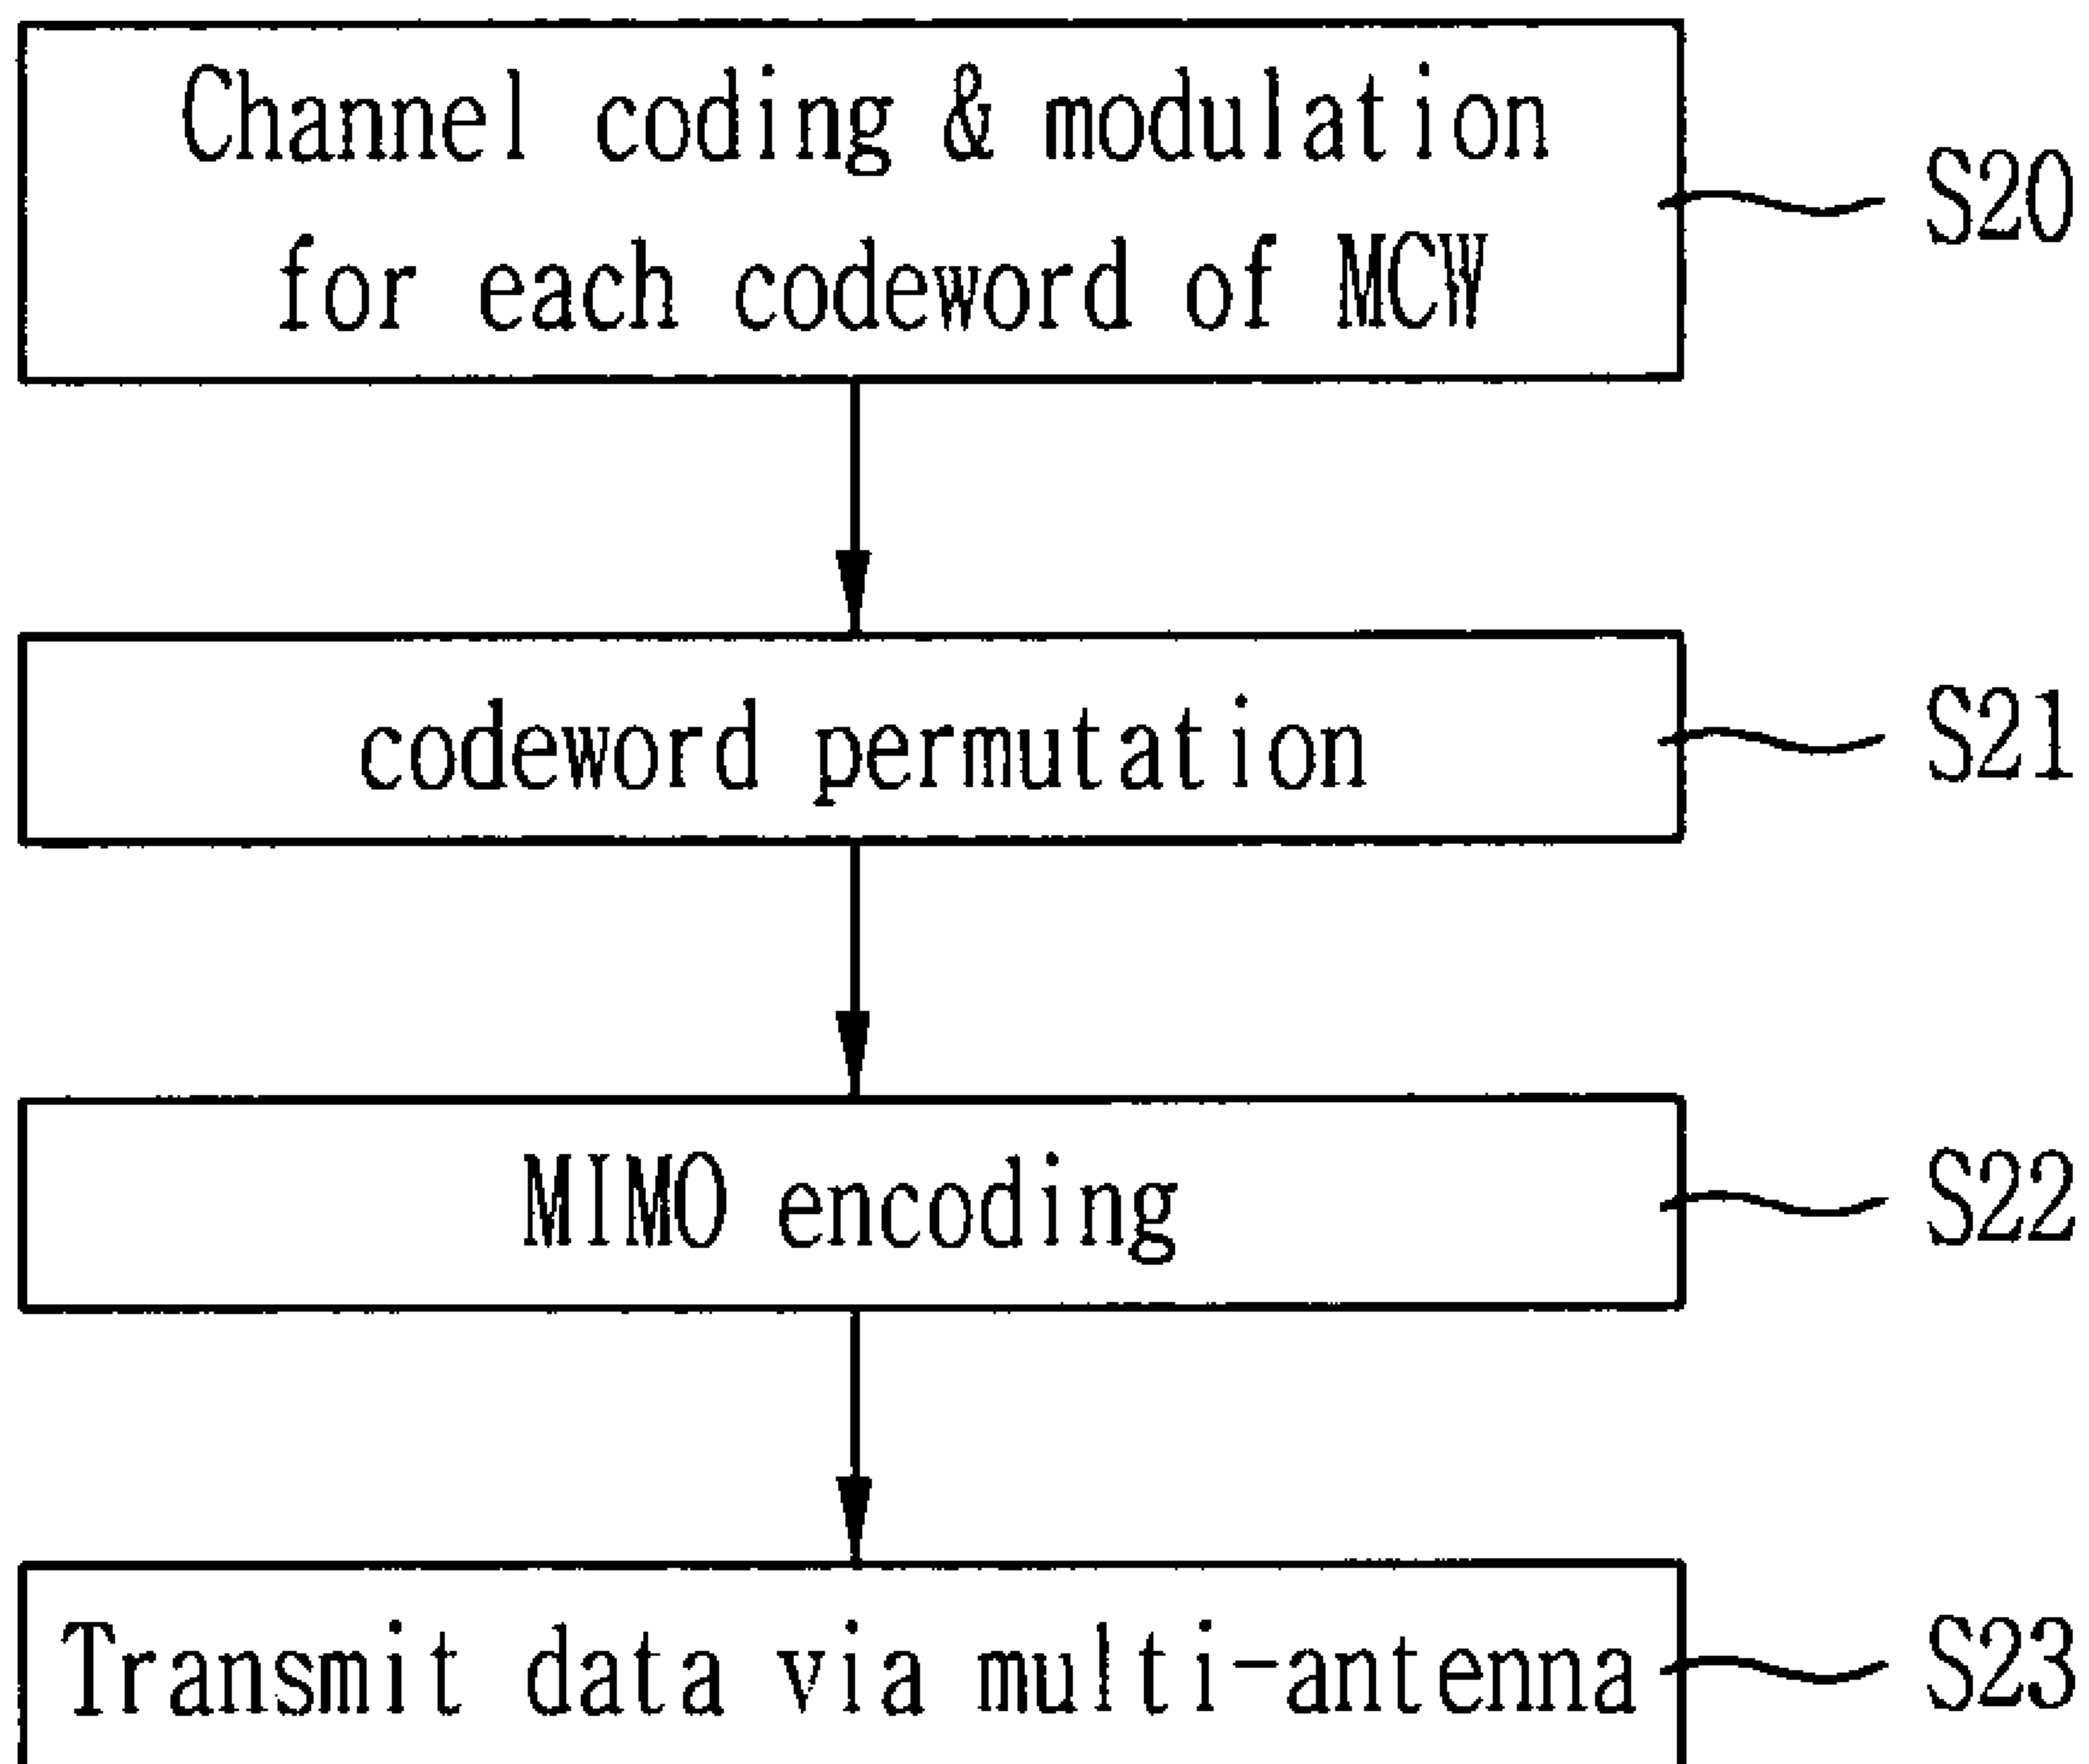 Channel coding & modulation
for each codeword of MCW
S20
codeword permutation
S21
MIMO encoding
S22
Transmit data via multi-antenna
S23